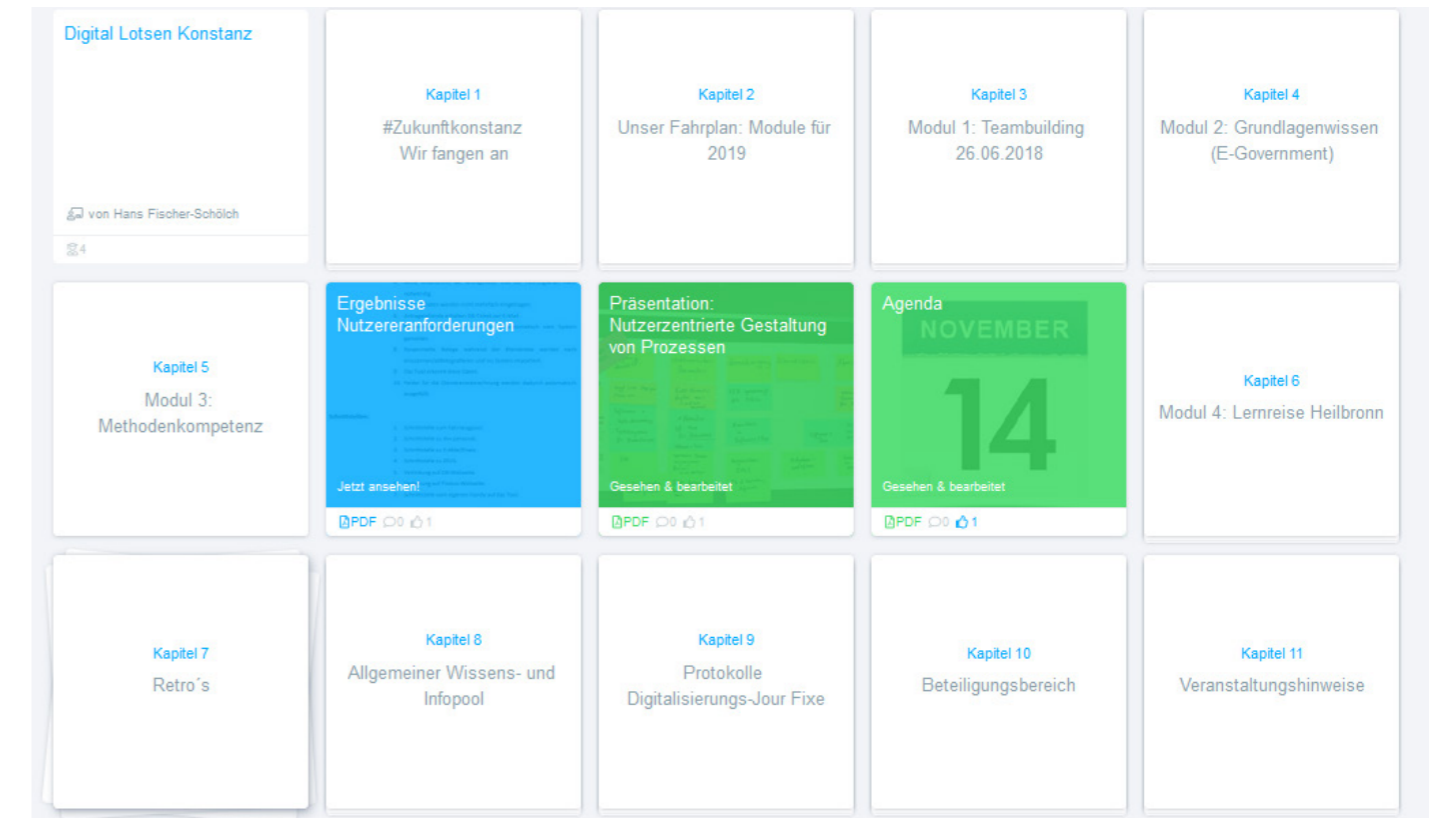 Digital Lotsen Konstanz
von Hans Fischer-Schölch
4
Kapitel 1
#Zukunftkonstanz
Wir fangen an
Kapitel 2
Unser Fahrplan: Module für
2019
Kapitel 3
Modul 1: Teambuilding
26.06.2018
Kapitel 4
Modul 2: Grundlagenwissen
(E-Government)
Kapitel 5
Modul 3:
Methodenkompetenz
Ergebnisse
Nutzereranforderungen
Jetzt ansehen!
PDF 0 1
Präsentation:
Nutzerzentrierte Gestaltung
von Prozessen
Gesehen & bearbeitet
PDF 0 1
Agenda
NOVEMBER
14
Gesehen & bearbeitet
PDF 0 1
Kapitel 6
Modul 4: Lernreise Heilbronn
Kapitel 7
Retro´s
Kapitel 8
Allgemeiner Wissens- und
Infopool
Kapitel 9
Protokolle
Digitalisierungs-Jour Fixe
Kapitel 10
Beteiligungsbereich
Kapitel 11
Veranstaltungshinweise